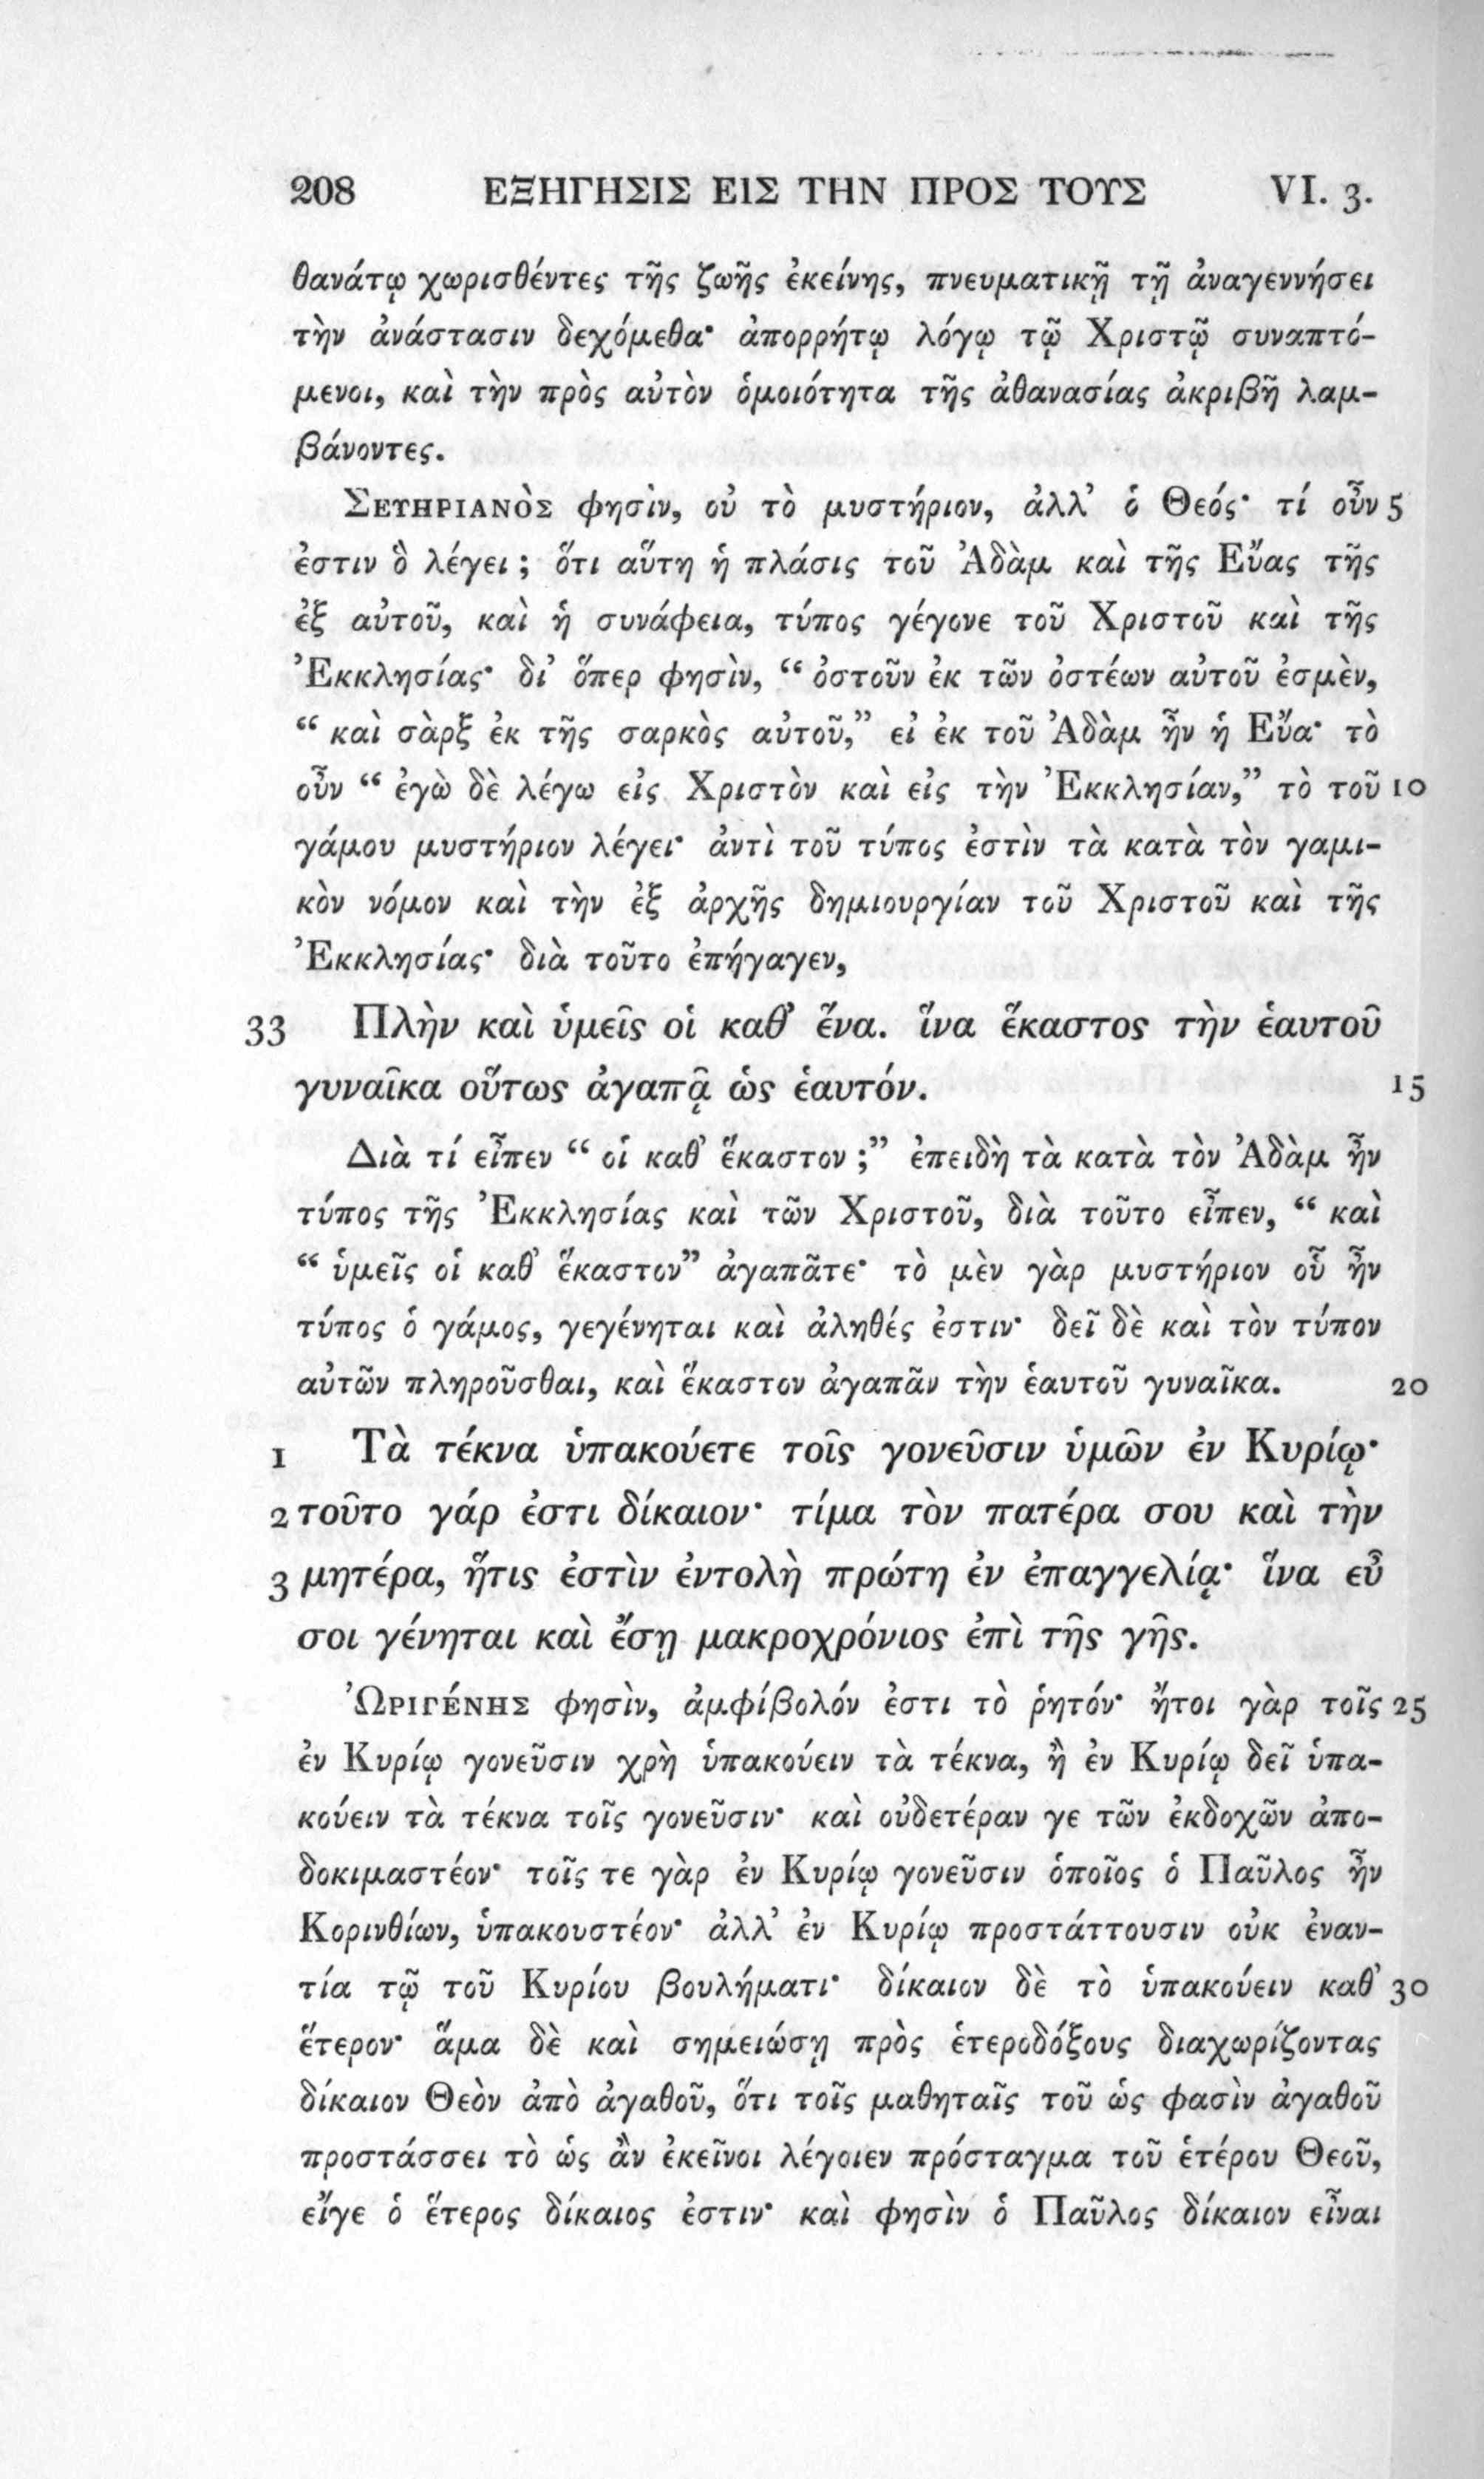 208 ΕΞΗΓΗΣΙΣ ΕΙΣ ΤΗΝ ΠΡΟΣ ΤΟΥΣ VI. 3.
θανάτῳ χωρισθέντες τῆς ζωῆς ἐκείνης, πνευματικῇ τῇ ἀναγεννήσει
τὴν ἀνάστασιν δεχόμεθα· ἀπορρήτῳ λόγῳ τῷ Χριστῷ συναπτό-
μενοι, καὶ τὴν πρὸς αὐτὸν ὁμοιότητα τῆς ἀθανασίας ἀκριβῆ λαμ-
βάνοντες.
Σευηριανὸς φησὶν, οὐ τὸ μυστήριον, ἀλλ’ ὁ Θεός· τί οὖν 5
ἐστιν ὃ λέγει ; ὅτι αὕτη ἡ πλάσις τοῦ Ἀδὰμ καὶ τῆς Εὔας τῆς
ἐξ αὐτοῦ, καὶ ἡ συνάφεια, τύπος γέγονε τοῦ Χριστοῦ καὶ τῆς
Ἐκκλησίας· δι’ ὅπερ φησὶν, “ ὀστοῦν ἐκ τῶν ὀστέων αὐτοῦ ἐσμὲν,
“ καὶ σὰρξ ἐκ τῆς σαρκὸς αὐτοῦ,” εἰ ἐκ τοῦ Ἀδὰμ ἦν ἡ Εὔα· τὸ
οὖν “ ἐγὼ δὲ λέγω εἰς Χριστὸν καὶ εἰς τὴν Ἐκκλησίαν,” τὸ τοῦ 10
γάμου μυστήριον λέγει· ἀντὶ τοῦ τύπος ἐστὶν τὰ κατὰ τὸν γαμι-
κὸν νόμον καὶ τὴν ἐξ ἀρχῆς δημιουργίαν τοῦ Χριστοῦ καὶ τῆς
Ἐκκλησίας· διὰ τοῦτο ἐπήγαγεν,
33 Πλὴν καὶ ὑμεῖς οἱ καθ’ ἕνα. ἵνα ἕκαστος τὴν ἑαυτοῦ
γυναῖκα οὕτως ἀγαπᾷ ὡς ἑαυτόν. 15
Διὰ τί εἶπεν “ οἱ καθ’ ἕκαστον ;” ἐπειδὴ τὰ κατὰ τὸν Ἀδὰμ ἦν
τύπος τῆς Ἐκκλησίας καὶ τῶν Χριστοῦ, διὰ τοῦτο εἶπεν, “ καὶ
“ ὑμεῖς οἱ καθ’ ἕκαστον” ἀγαπᾶτε· τὸ μὲν γὰρ μυστήριον οὗ ἦν
τύπος ὁ γάμος, γεγένηται καὶ ἀληθές ἐστιν· δεῖ δὲ καὶ τὸν τύπον
αὐτῶν πληροῦσθαι, καὶ ἕκαστον ἀγαπᾶν τὴν ἑαυτοῦ γυναῖκα. 20
1 Τὰ τέκνα ὑπακούετε τοῖς γονεῦσιν ὑμῶν ἐν Κυρίῳ·
2 τοῦτο γάρ ἐστι δίκαιον· τίμα τὸν πατέρα σου καὶ τὴν
3 μητέρα, ἥτις ἐστὶν ἐντολὴ πρώτη ἐν ἐπαγγελίᾳ· ἵνα εὖ
σοι γένηται καὶ ἔσῃ μακροχρόνιος ἐπὶ τῆς γῆς.
Ὠριγένης φησὶν, ἀμφίβολόν ἐστι τὸ ῥητόν· ἤτοι γὰρ τοῖς 25
ἐν Κυρίῳ γονεῦσιν χρὴ ὑπακούειν τὰ τέκνα, ἢ ἐν Κυρίῳ δεῖ ὑπα-
κούειν τὰ τέκνα τοῖς γονεῦσιν· καὶ οὐδετέραν γε τῶν ἐκδοχῶν ἀπο-
δοκιμαστέον· τοῖς τε γὰρ ἐν Κυρίῳ γονεῦσιν ὁποῖος ὁ Παῦλος ἦν
Κορινθίων, ὑπακουστέον· ἀλλ’ ἐν Κυρίῳ προστάττουσιν οὐκ ἐναν-
τία τῷ τοῦ Κυρίου βουλήματι· δίκαιον δὲ τὸ ὑπακούειν καθ’ 30
ἕτερον· ἅμα δὲ καὶ σημειώσῃ πρὸς ἑτεροδόξους διαχωρίζοντας
δίκαιον Θεὸν ἀπὸ ἀγαθοῦ, ὅτι τοῖς μαθηταῖς τοῦ ὡς φασὶν ἀγαθοῦ
προστάσσει τὸ ὡς ἂν ἐκεῖνοι λέγοιεν πρόσταγμα τοῦ ἑτέρου Θεοῦ,
εἴγε ὁ ἕτερος δίκαιος ἐστιν· καὶ φησὶν ὁ Παῦλος δίκαιον εἶναι